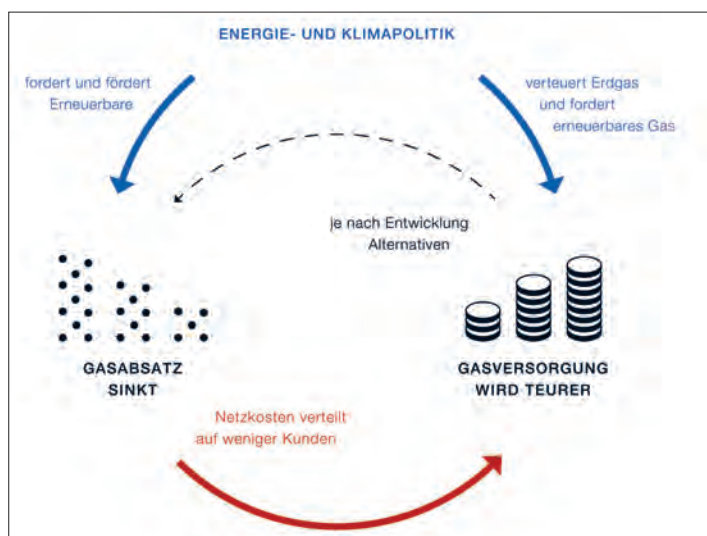 ENERGIE- UND KLIMAPOLITIK
fordert und fördert
Erneuerbare
verteuert Erdgas
und fordert
erneuerbares Gas
je nach Entwicklung
Alternativen
GASABSATZ
SINKT
GASVERSORGUNG
WIRD TEURER
Netzkosten verteilt
auf weniger Kunden